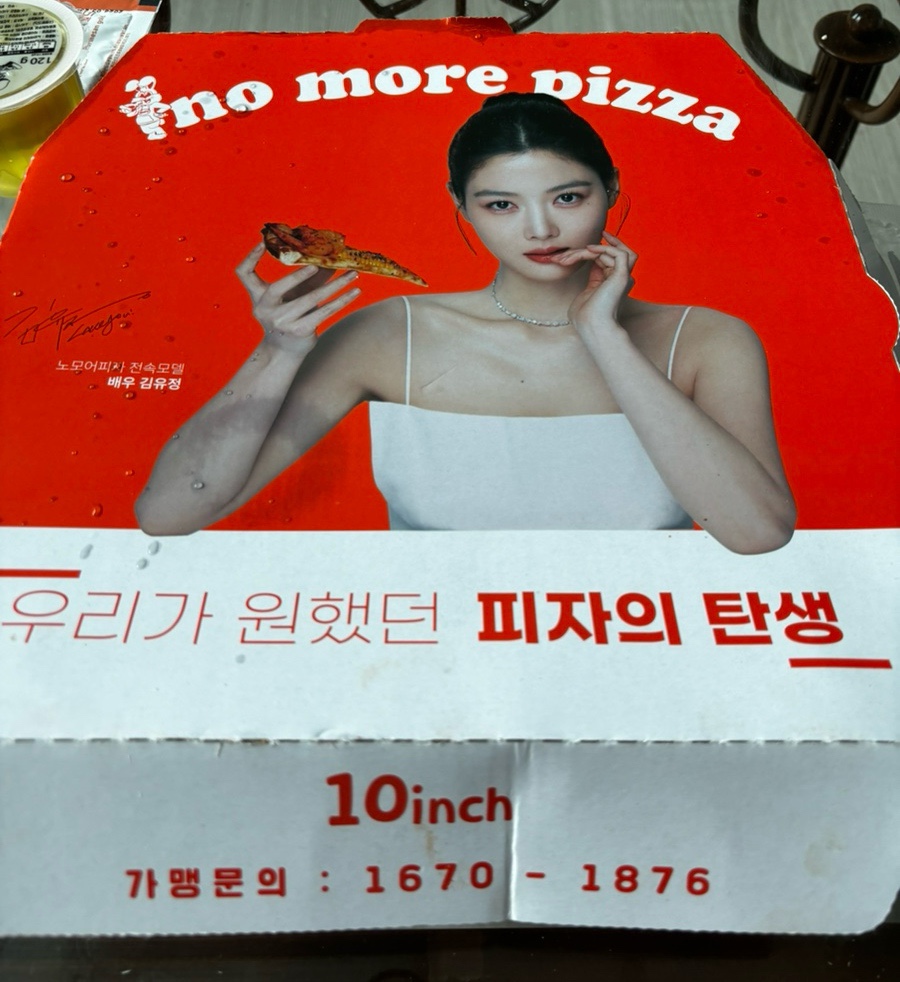 no more pizza
노모어피자 전속모델
배우 김유정
우리가 원했던 피자의 탄생
10inch
가맹문의 : 1670 - 1876
120 g